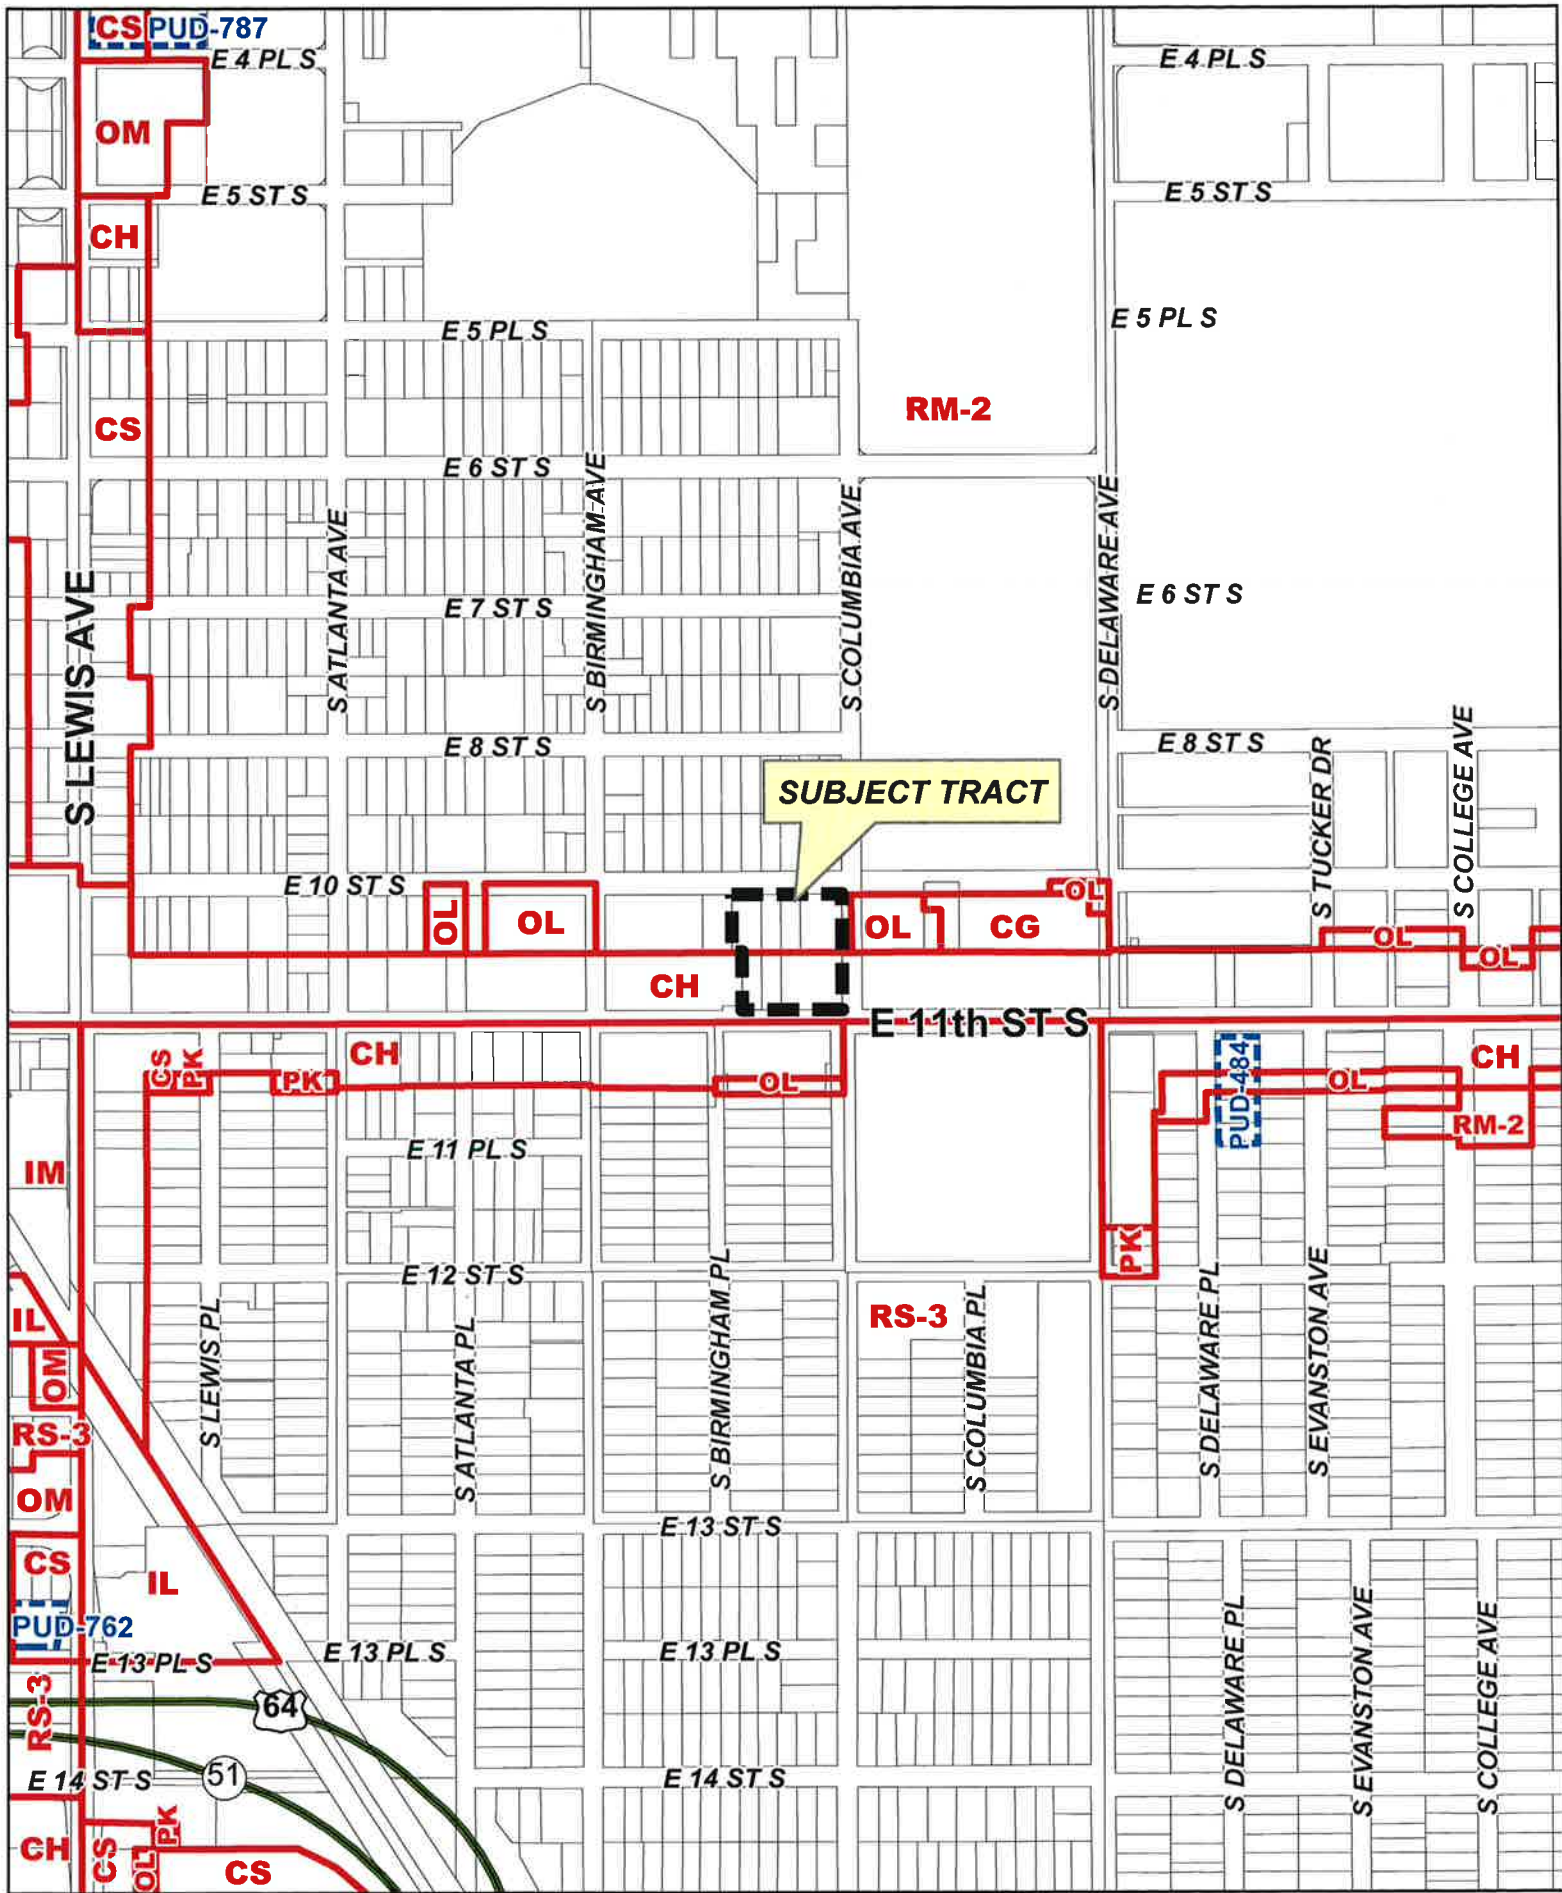 CS PUD-787
E 4 PL S
E 4 PL S
OM
E 5 ST S
E 5 ST S
CH
E 5 PL S
E 5 PL S
RM-2
CS
E 6 ST S
S ATLANTA AVE
S BIRMINGHAM AVE
S COLUMBIA AVE
S DELAWARE AVE
S LEWIS AVE
E 7 ST S
E 6 ST S
E 8 ST S
E 8 ST S
S TUCKER DR
S COLLEGE AVE
SUBJECT TRACT
E 10 ST S
OL
OL
OL
CG
OL
OL
OL
CH
E 11th ST S
CS
PK
PK
CH
OL
PUD-484
OL
CH
RM-2
IM
E 11 PL S
PK
E 12 ST S
IL
OM
RS-3
S LEWIS PL
S ATLANTA PL
S BIRMINGHAM PL
RS-3
S COLUMBIA PL
S DELAWARE PL
S EVANSTON AVE
OM
E 13 ST S
CS
IL
PUD-762
E 13 PL S
E 13 PL S
E 13 PL S
RS-3
64
51
E 14 ST S
E 14 ST S
S DELAWARE PL
S EVANSTON AVE
S COLLEGE AVE
CH
CS
OL
PK
CS